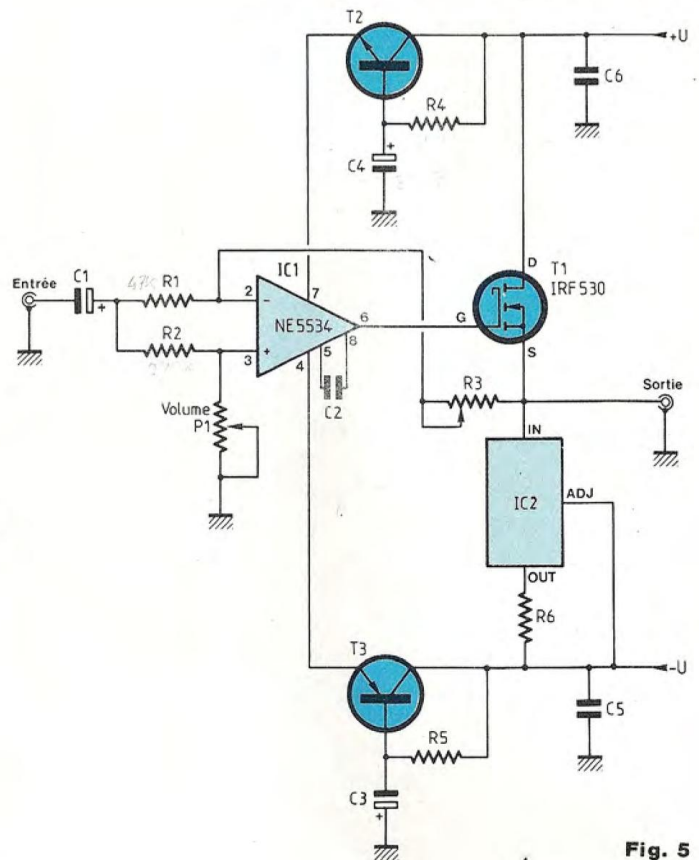 T2
+U
C6
R4
C4
+
IC1
D
T1
IRF530
Entrée
C1
+
47K
R1
2
-
7
NE5534
6
G
S
R2
3
+
4
5
8
C2
R3
Sortie
Volume
P1
IN
IC2
ADJ
OUT
R6
T3
-U
C5
R5
C3
+
Fig. 5